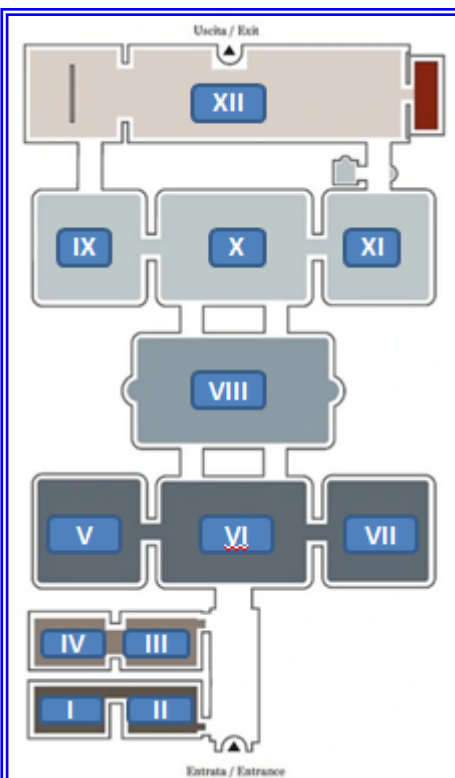 Uscita / Exit
XII
IX X XI
VIII
V VI VII
IV III
I II
Entrata / Entrance